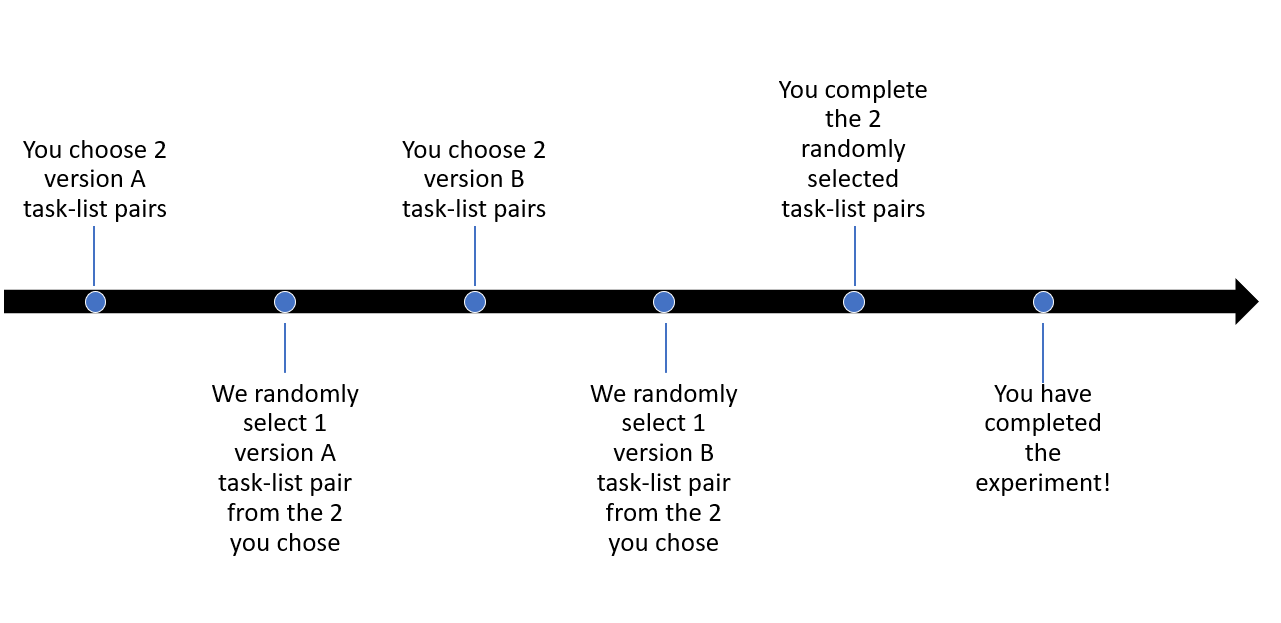 You choose 2
version A
task-list pairs
We randomly
select 1
version A
task-list pair
from the 2
you chose
You choose 2
version B
task-list pairs
We randomly
select 1
version B
task-list pair
from the 2
you chose
You complete
the 2
randomly
selected
task-list pairs
You have
completed
the
experiment!